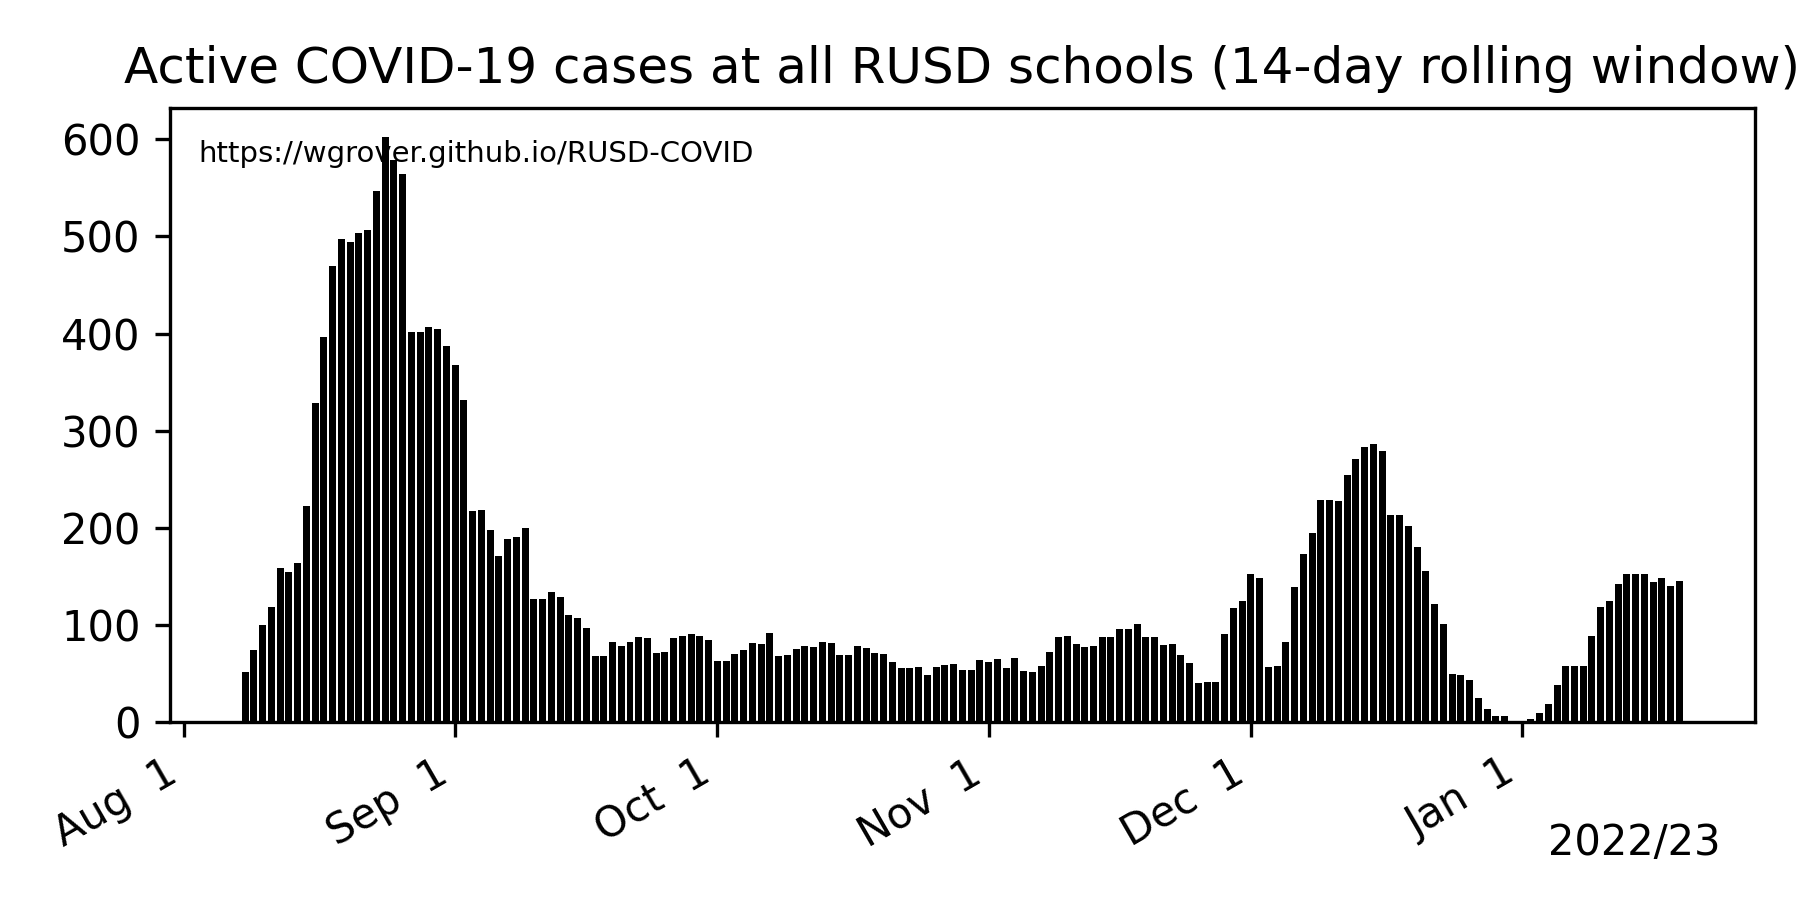 Active COVID-19 cases at all RUSD schools (14-day rolling window)
https://wgrover.github.io/RUSD-COVID
600
500
400
300
200
100
0
Aug 1
Sep 1
Oct 1
Nov 1
Dec 1
Jan 1
2022/23